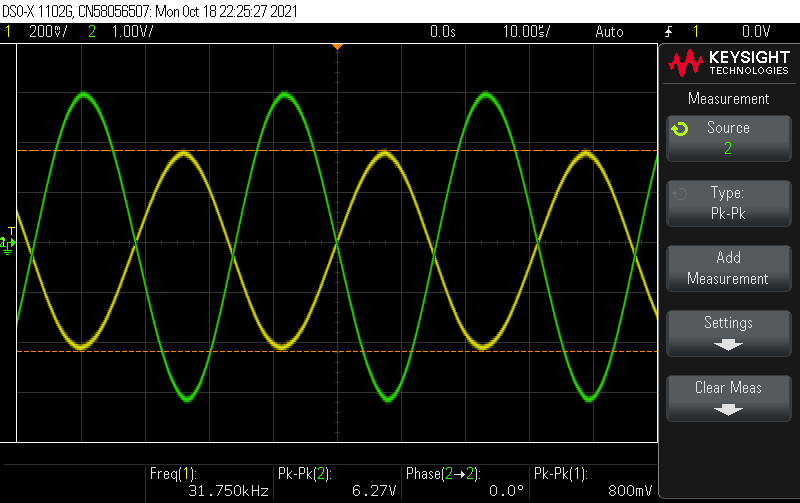 DSO-X 1102G, CN58056507: Mon Oct 18 22:25:27 2021
1 200mV/ 2 1.00V/ 0.0s 10.00us/ Auto 1 0.0V
KEYSIGHT
TECHNOLOGIES
Measurement
Source
2
Type:
Pk-Pk
Add
Measurement
Settings
Clear Meas
T
Freq(1): Pk-Pk(2): Phase(2→2): Pk-Pk(1):
31.750kHz 6.27V 0.0° 800mV